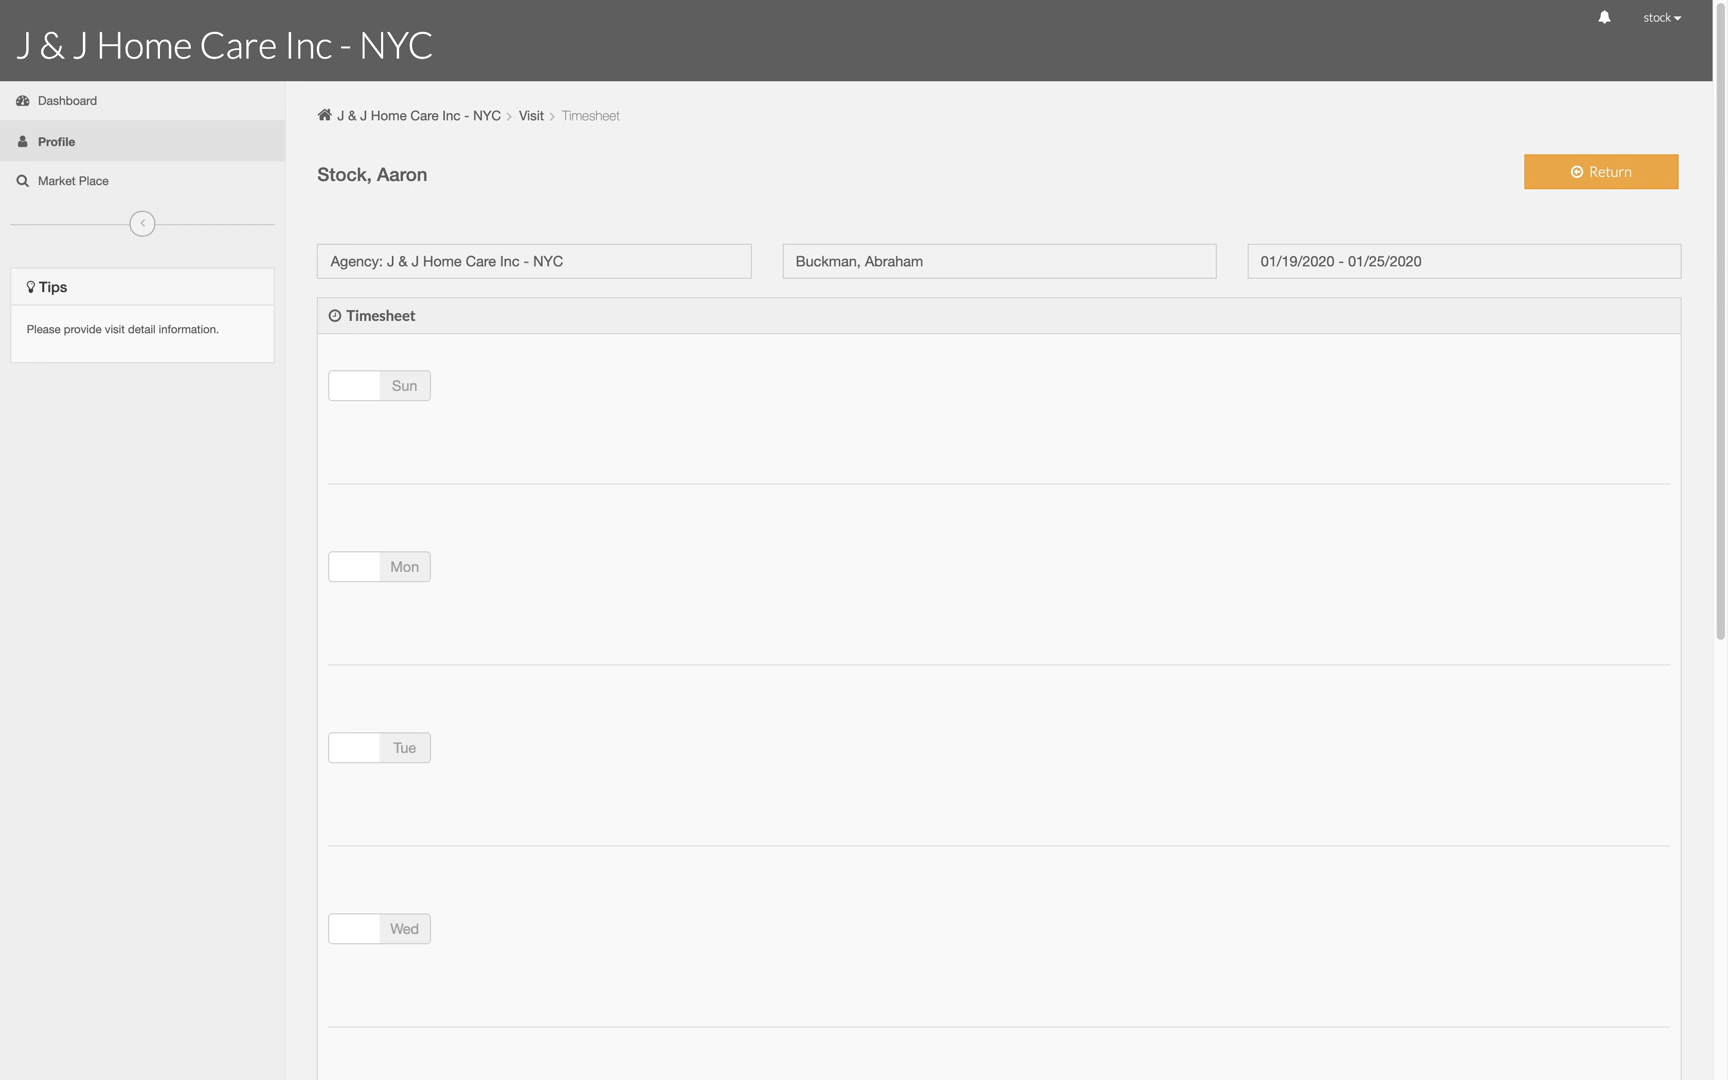 J & J Home Care Inc - NYC
stock
Dashboard
Profile
Market Place
Tips
Please provide visit detail information.
J & J Home Care Inc - NYC > Visit > Timesheet
Stock, Aaron
Return
Agency: J & J Home Care Inc - NYC
Buckman, Abraham
01/19/2020 - 01/25/2020
Timesheet
Sun
Mon
Tue
Wed